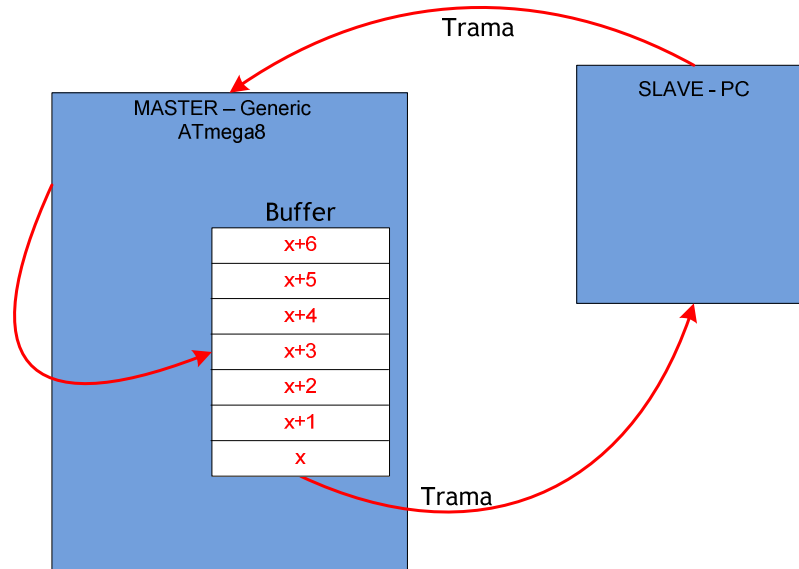 Trama
MASTER – Generic
ATmega8
SLAVE - PC
Buffer
x+6
x+5
x+4
x+3
x+2
x+1
x
Trama